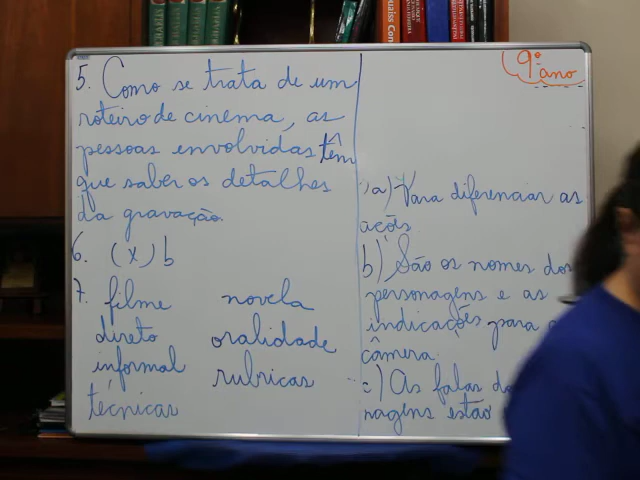 5. Como se trata de um
roteiro de cinema, as
pessoas envolvidas têm
que saber os detalhes
da gravação.
6. (x) b
7. filme novela
direto oralidade
informal rubricas
técnicas
9º ano
a) Para diferenciar as
ações.
b) São os nomes dos
personagens e as
indicações para
câmera.
c) As falas
nagens estão